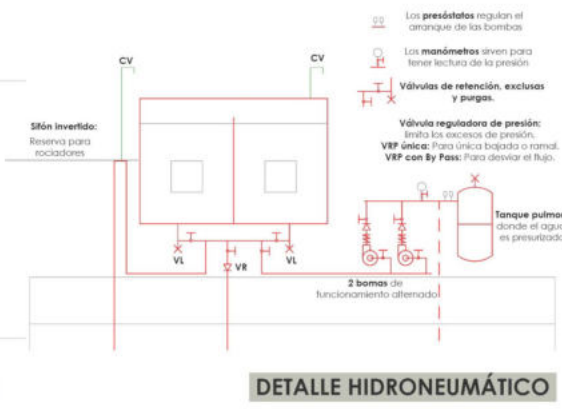 Los presóstatos regulan el
arranque de las bombas
Los manómetros sirven para
tener lectura de la presión
Válvulas de retención, exclusas
y purgas.
Válvula reguladora de presión:
limita los excesos de presión.
VRP única: Para única bajada o ramal.
VRP con By Pass: Para desviar el flujo.
CV
CV
Sifón invertido:
Reserva para
rociadores
Tanque pulmon
donde el agua
es presurizado
VL
VR
VL
2 bomas de
funcionamiento alternado
DETALLE HIDRONEUMÁTICO